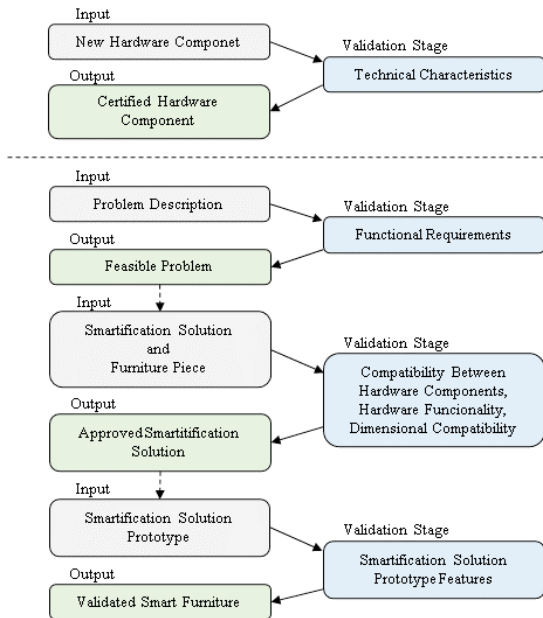 Input
New Hardware Componet
Validation Stage
Technical Characteristics
Output
Certified Hardware
Component
Input
Problem Description
Validation Stage
Functional Requirements
Output
Feasible Problem
Input
Smartification Solution
and
Furniture Piece
Validation Stage
Compatibility Between
Hardware Components,
Hardware Funcionality,
Dimensional Compatibility
Output
Approved Smartitification
Solution
Input
Smartification Solution
Prototype
Validation Stage
Smartification Solution
Prototype Features
Output
Validated Smart Furniture